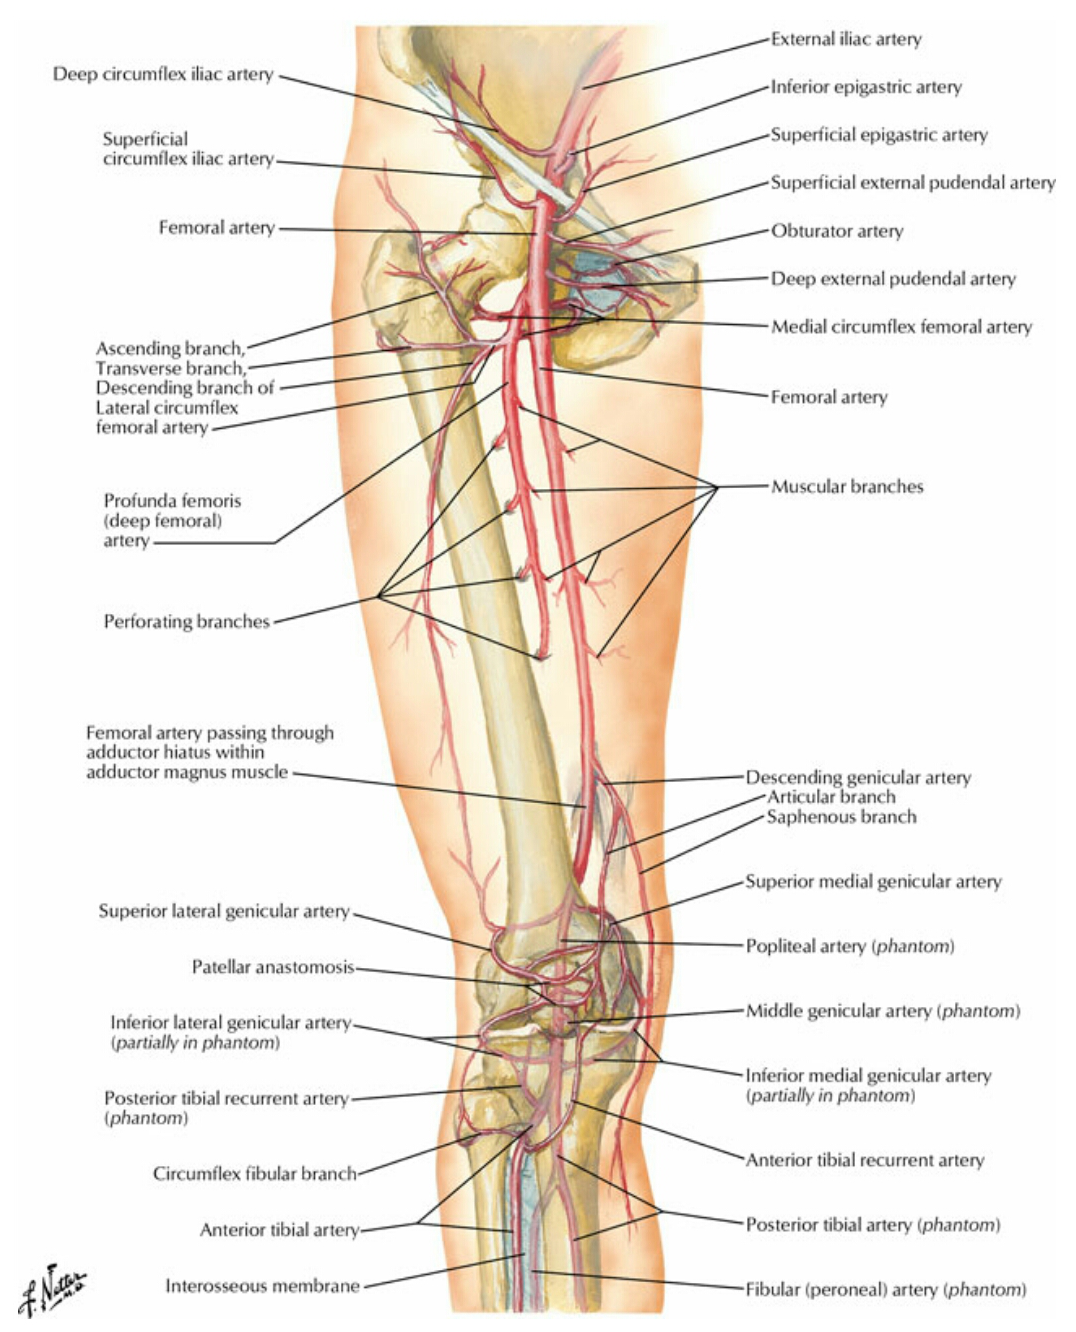 Deep circumflex iliac artery
Superficial
circumflex iliac artery
Femoral artery
Ascending branch,
Transverse branch,
Descending branch of
Lateral circumflex
femoral artery
Profunda femoris
(deep femoral)
artery
Perforating branches
Femoral artery passing through
adductor hiatus within
adductor magnus muscle
Superior lateral genicular artery
Patellar anastomosis
Inferior lateral genicular artery
(partially in phantom)
Posterior tibial recurrent artery
(phantom)
Circumflex fibular branch
Anterior tibial artery
Interosseous membrane
External iliac artery
Inferior epigastric artery
Superficial epigastric artery
Superficial external pudendal artery
Obturator artery
Deep external pudendal artery
Medial circumflex femoral artery
Femoral artery
Muscular branches
Descending genicular artery
Articular branch
Saphenous branch
Superior medial genicular artery
Popliteal artery (phantom)
Middle genicular artery (phantom)
Inferior medial genicular artery
(partially in phantom)
Anterior tibial recurrent artery
Posterior tibial artery (phantom)
Fibular (peroneal) artery (phantom)
F. Netter
M.D.